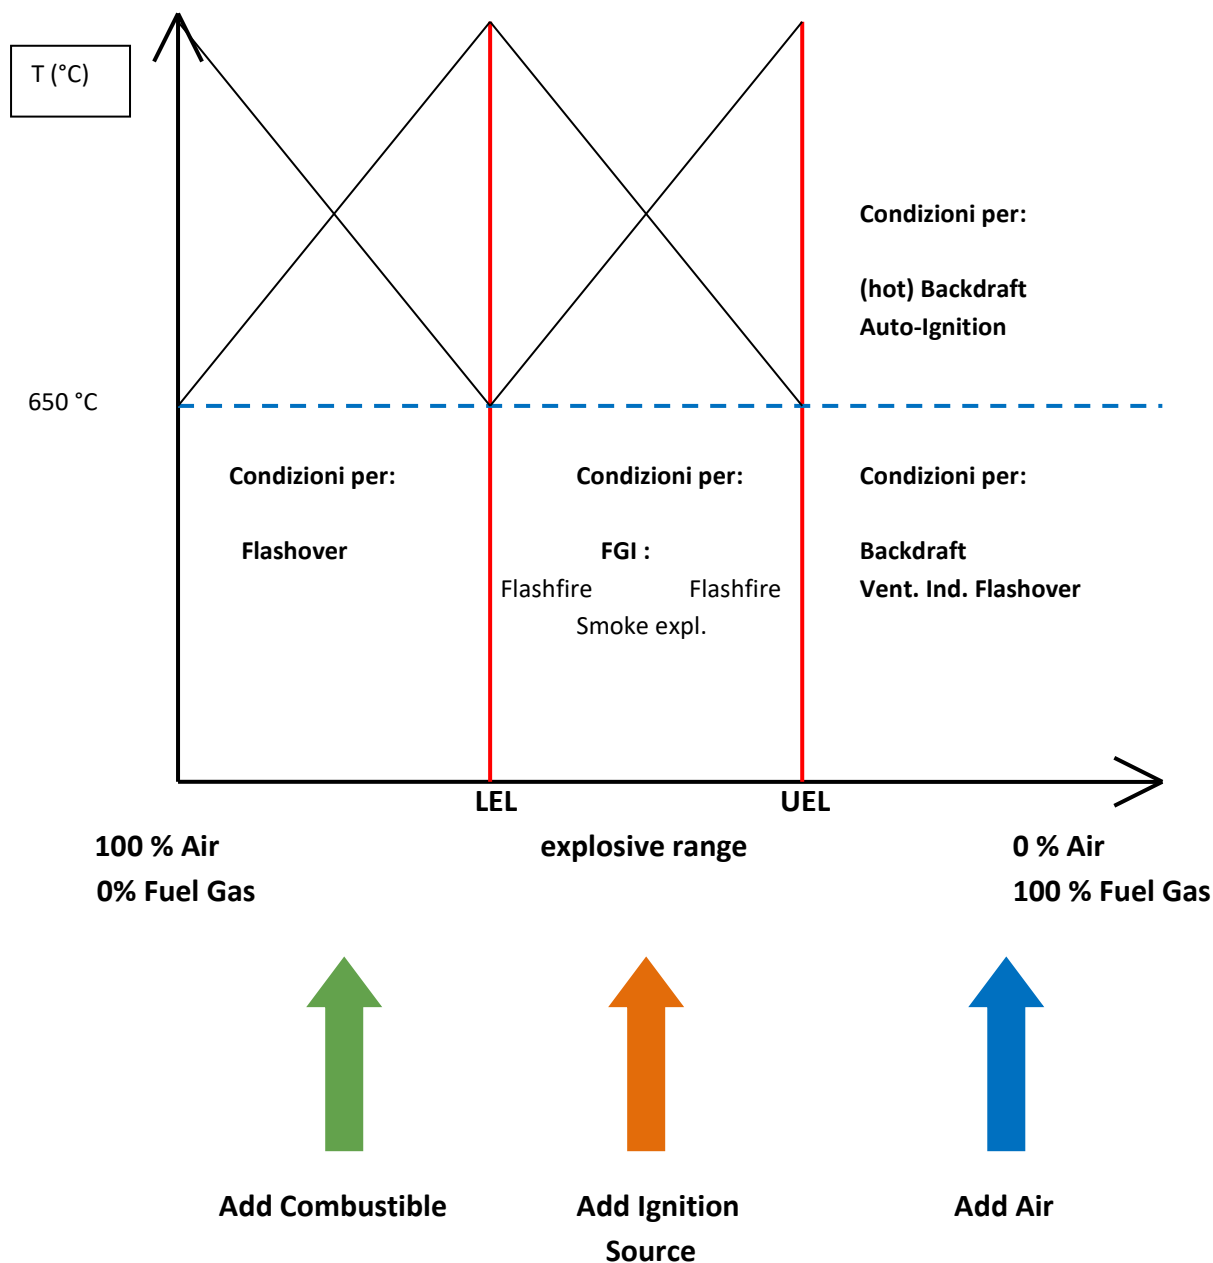 T (°C)
Condizioni per:
(hot) Backdraft
Auto-Ignition
650 °C
Condizioni per:
Flashover
Condizioni per:
FGI :
Flashfire Flashfire
Smoke expl.
Condizioni per:
Backdraft
Vent. Ind. Flashover
LEL
UEL
100 % Air
0% Fuel Gas
explosive range
0 % Air
100 % Fuel Gas
Add Combustible
Add Ignition
Source
Add Air